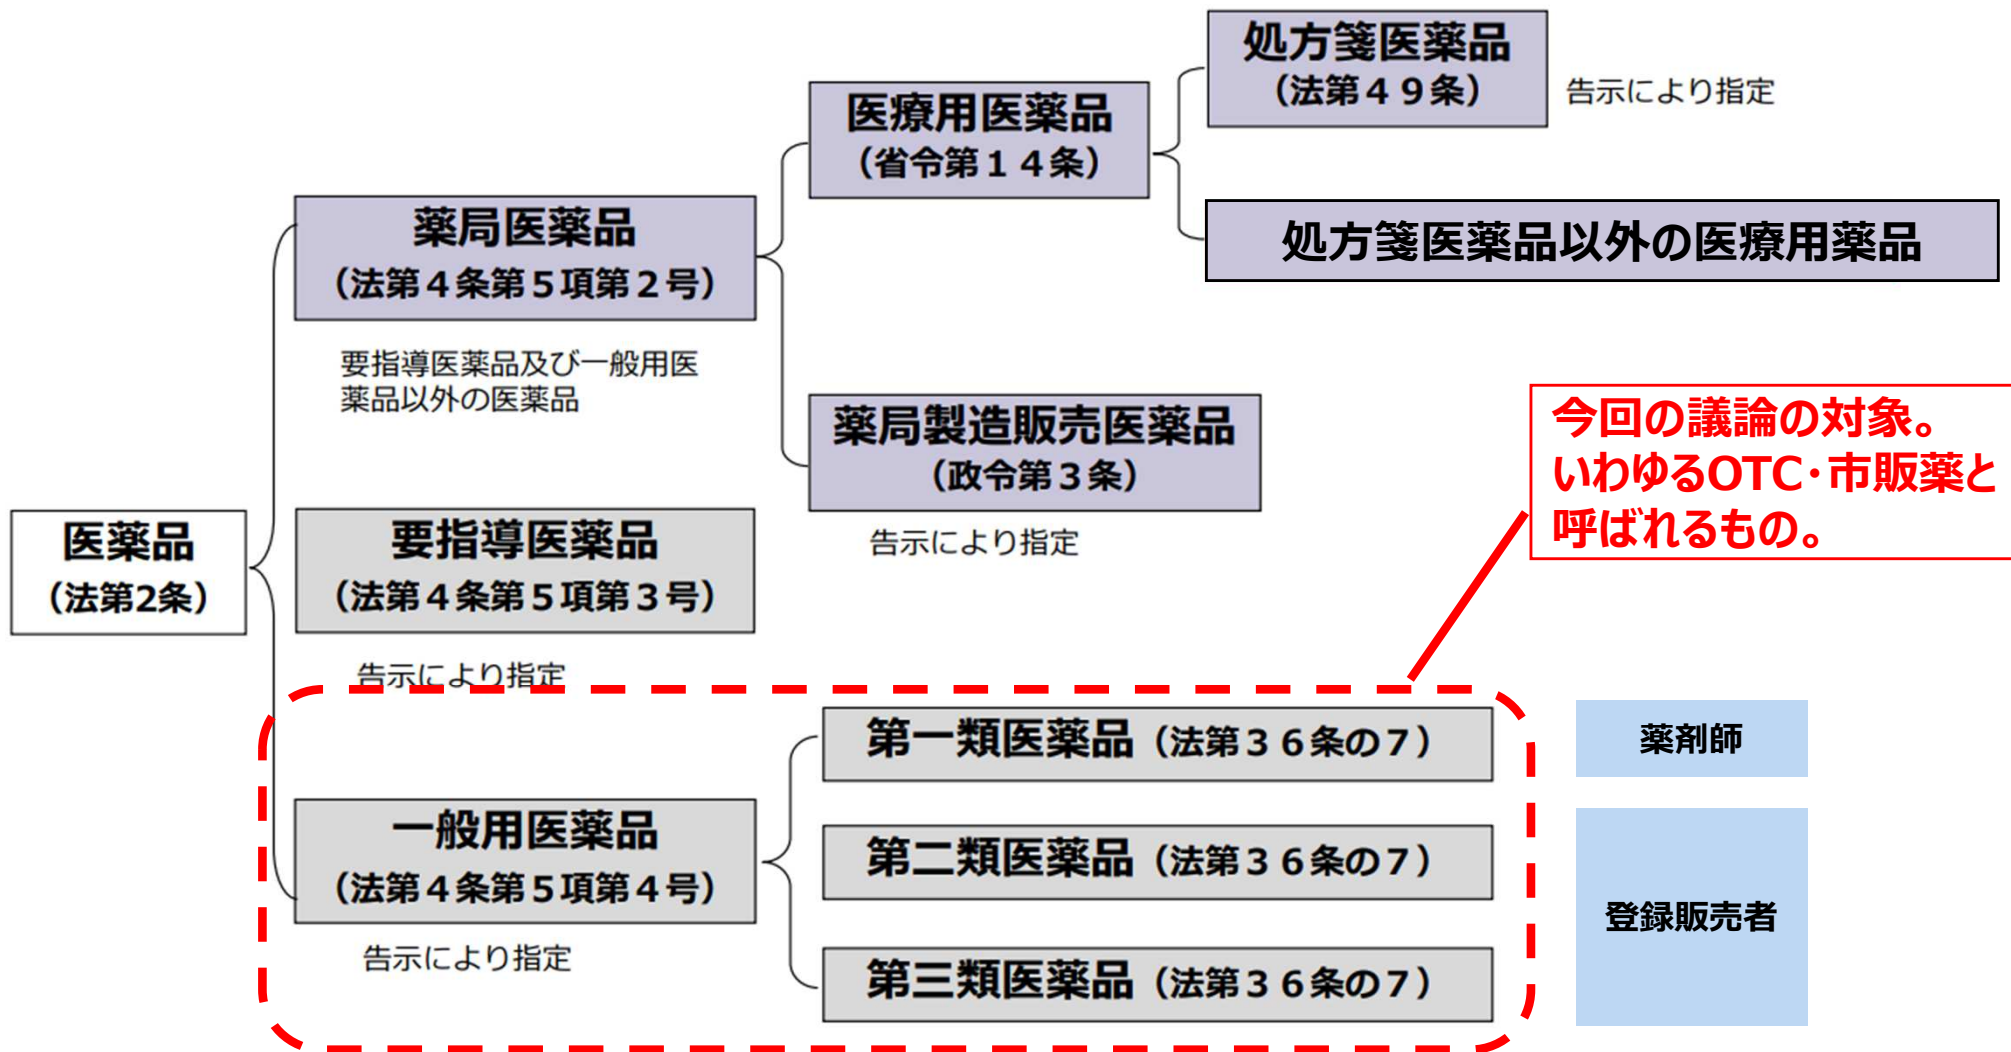 処方箋医薬品
（法第４９条）
告示により指定
医療用医薬品
（省令第１４条）
処方箋医薬品以外の医療用薬品
薬局医薬品
（法第４条第５項第２号）
要指導医薬品及び一般用医
薬品以外の医薬品
薬局製造販売医薬品
（政令第３条）
告示により指定
今回の議論の対象。
いわゆるOTC・市販薬と
呼ばれるもの。
医薬品
（法第2条）
要指導医薬品
（法第４条第５項第３号）
告示により指定
第一類医薬品（法第３６条の７）
薬剤師
一般用医薬品
（法第４条第５項第４号）
告示により指定
第二類医薬品（法第３６条の７）
登録販売者
第三類医薬品（法第３６条の７）